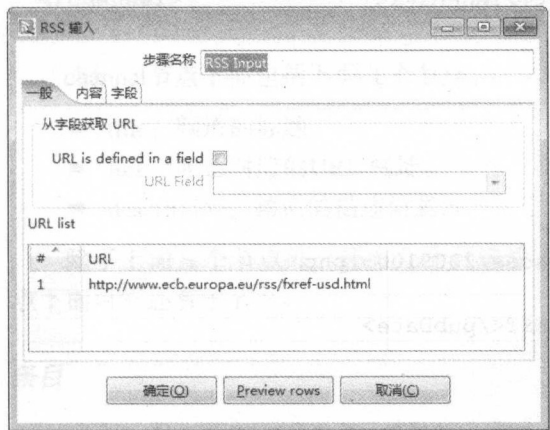 RSS 输入
步骤名称 RSS Input
一般 内容 字段
从字段获取 URL
URL is defined in a field
URL Field
URL list
# URL
1 http://www.ecb.europa.eu/rss/fxref-usd.html
确定(O) Preview rows 取消(C)